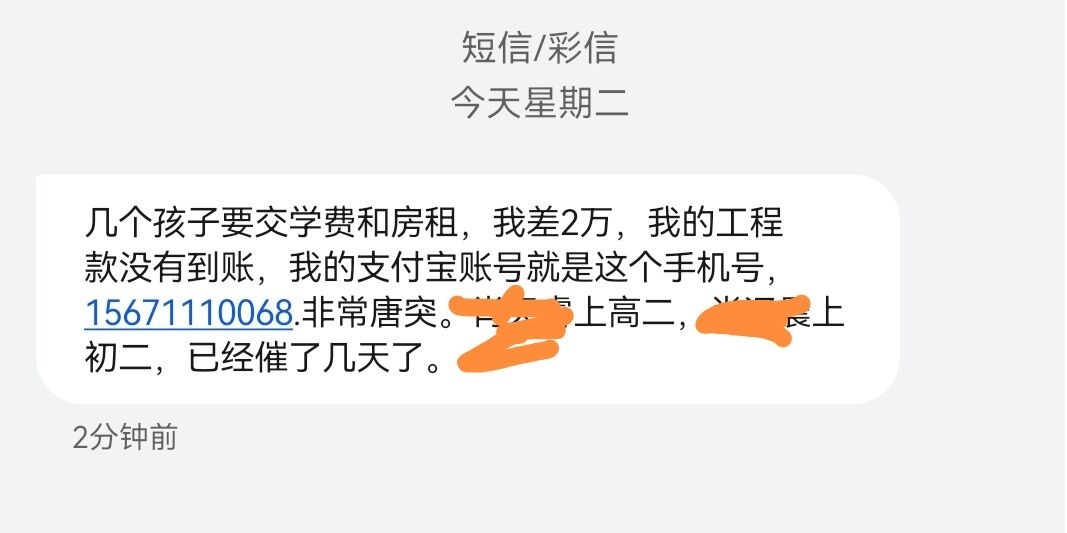 短信/彩信
今天星期二
几个孩子要交学费和房租，我差2万，我的工程
款没有到账，我的支付宝账号就是这个手机号，
15671110068.非常唐突。上高二，晨上
初二，已经催了几天了。
2分钟前